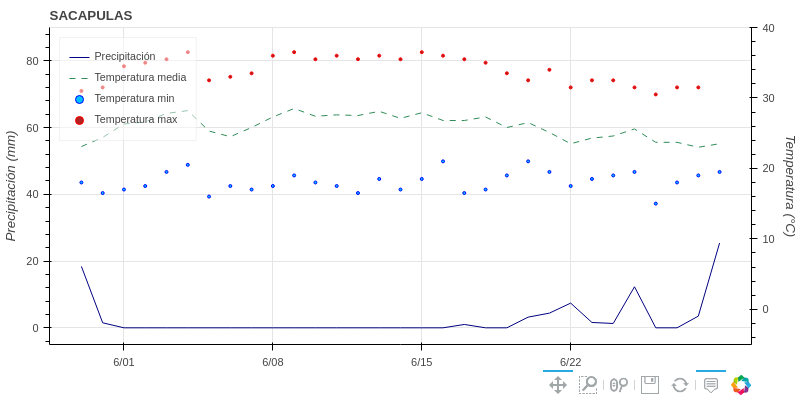 SACAPULAS
Precipitación
Temperatura media
Temperatura min
Temperatura max
Precipitación (mm)
80
60
40
20
0
Temperatura (°C)
40
30
20
10
0
6/01
6/08
6/15
6/22